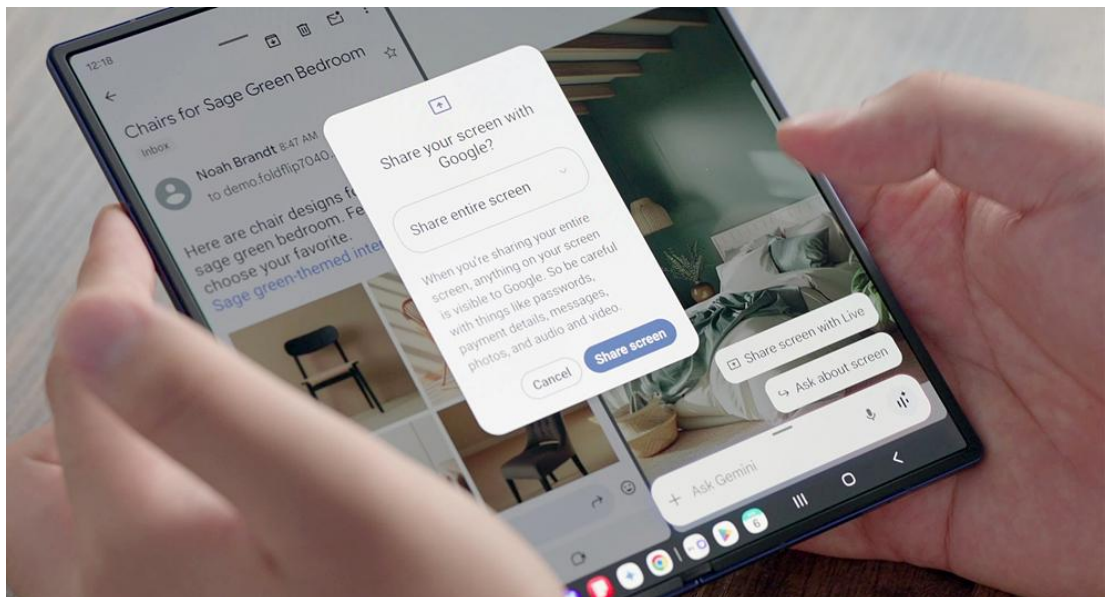 12:18
Chairs for Sage Green Bedroom
Inbox
Noah Brandt 8:47 AM
to demo.foldflip7040.
Here are chair designs f
sage green bedroom. Fe
choose your favorite.
Sage green-themed inte
Share your screen with
Google?
Share entire screen
When you're sharing your entire
screen, anything on your screen
is visible to Google. So be careful
with things like passwords,
payment details, messages,
photos, and audio and video.
Cancel
Share screen
Share screen with Live
Ask about screen
Ask Gemini
6